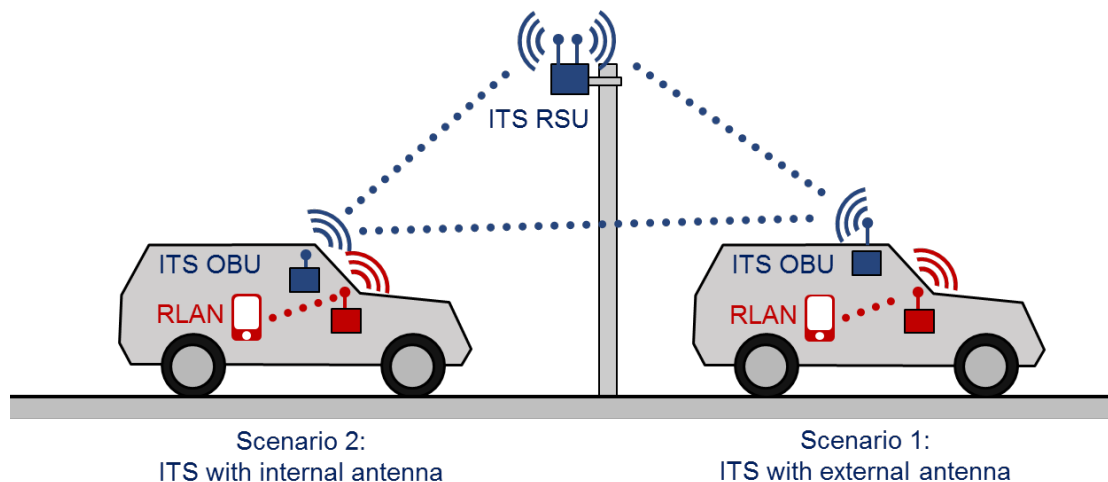 ITS RSU
ITS OBU
RLAN
ITS OBU
RLAN
Scenario 2:
ITS with internal antenna
Scenario 1:
ITS with external antenna